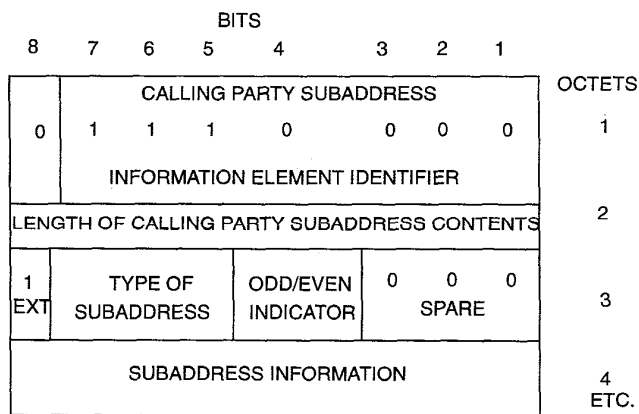 BITS
8 7 6 5 4 3 2 1
CALLING PARTY SUBADDRESS
OCTETS
0 1 1 1 0 0 0 0
1
INFORMATION ELEMENT IDENTIFIER
LENGTH OF CALLING PARTY SUBADDRESS CONTENTS
2
1 EXT
TYPE OF SUBADDRESS
ODD/EVEN INDICATOR
0 0 0
SPARE
3
SUBADDRESS INFORMATION
4
ETC.